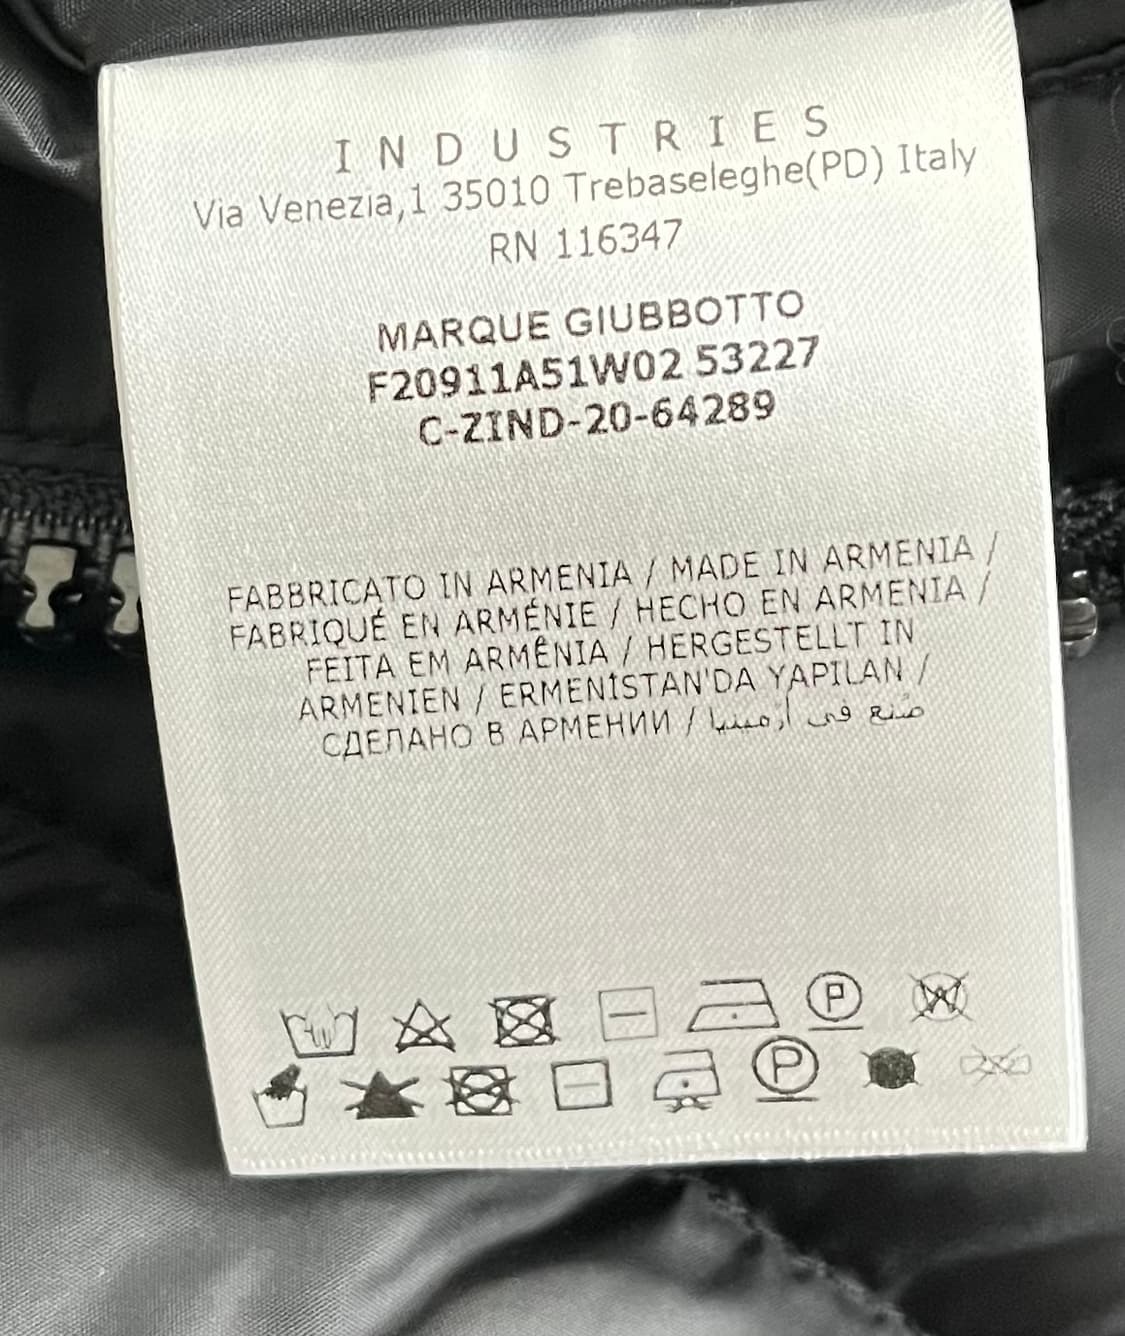 INDUSTRIES
Via Venezia,1 35010 Trebaseleghe(PD) Italy
RN 116347
MARQUE GIUBBOTTO
F20911A51W02 53227
C-ZIND-20-64289
FABBRICATO IN ARMENIA / MADE IN ARMENIA /
FABRIQUÉ EN ARMÉNIE / HECHO EN ARMENIA /
FEITA EM ARMÊNIA / HERGESTELLT IN
ARMENIEN / ERMENİSTAN'DA YAPILAN /
СДЕЛАНО В АРМЕНИИ / صنع في أرمينيا
P W
P